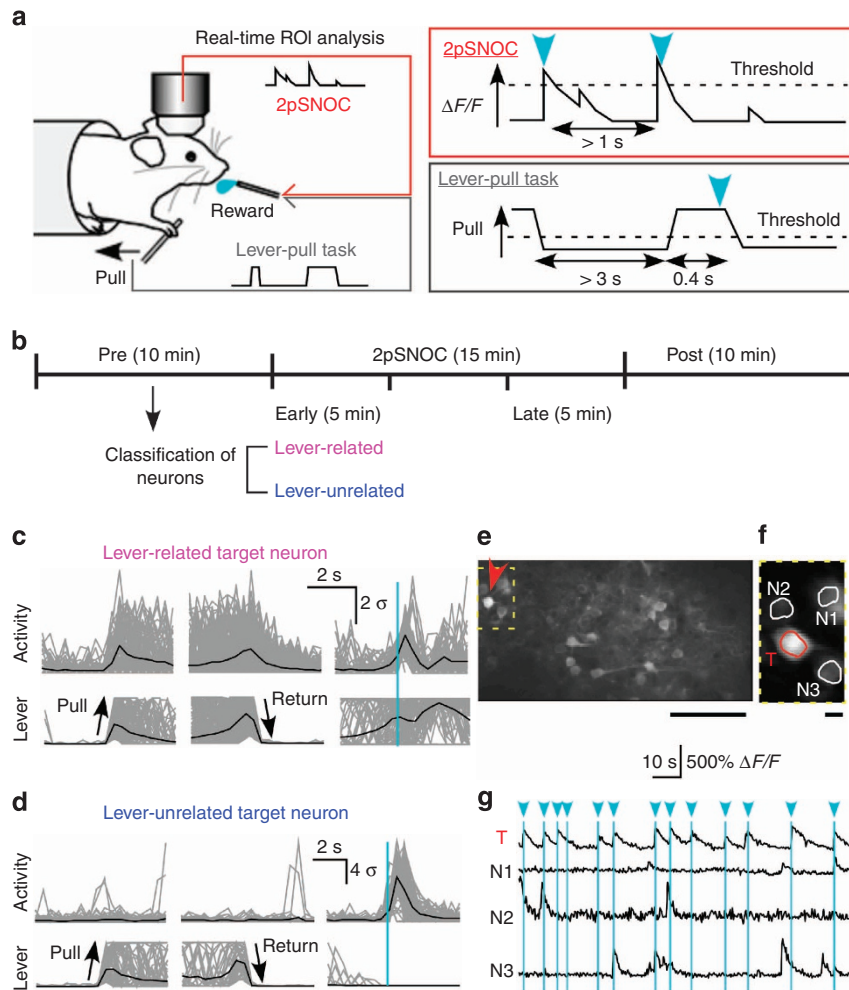 a
Real-time ROI analysis
2pSNOC
Reward
Lever-pull task
Pull
2pSNOC
Threshold
ΔF/F
> 1 s
Lever-pull task
Pull
Threshold
> 3 s
0.4 s
b
Pre (10 min)
2pSNOC (15 min)
Post (10 min)
Early (5 min)
Late (5 min)
Classification of
neurons
Lever-related
Lever-unrelated
c
Lever-related target neuron
2 s
2 σ
Activity
Lever
Pull
Return
d
Lever-unrelated target neuron
2 s
4 σ
Activity
Lever
Pull
Return
e
f
N2
N1
T
N3
10 s
500% ΔF/F
g
T
N1
N2
N3